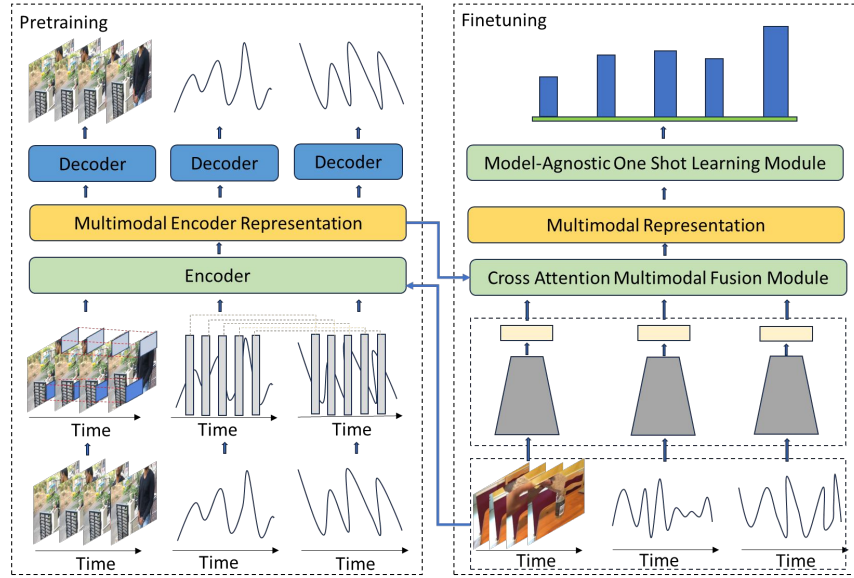 Pretraining
Decoder
Decoder
Decoder
Multimodal Encoder Representation
Encoder
Time
Time
Time
Time
Time
Time
Finetuning
Model-Agnostic One Shot Learning Module
Multimodal Representation
Cross Attention Multimodal Fusion Module
Time
Time
Time